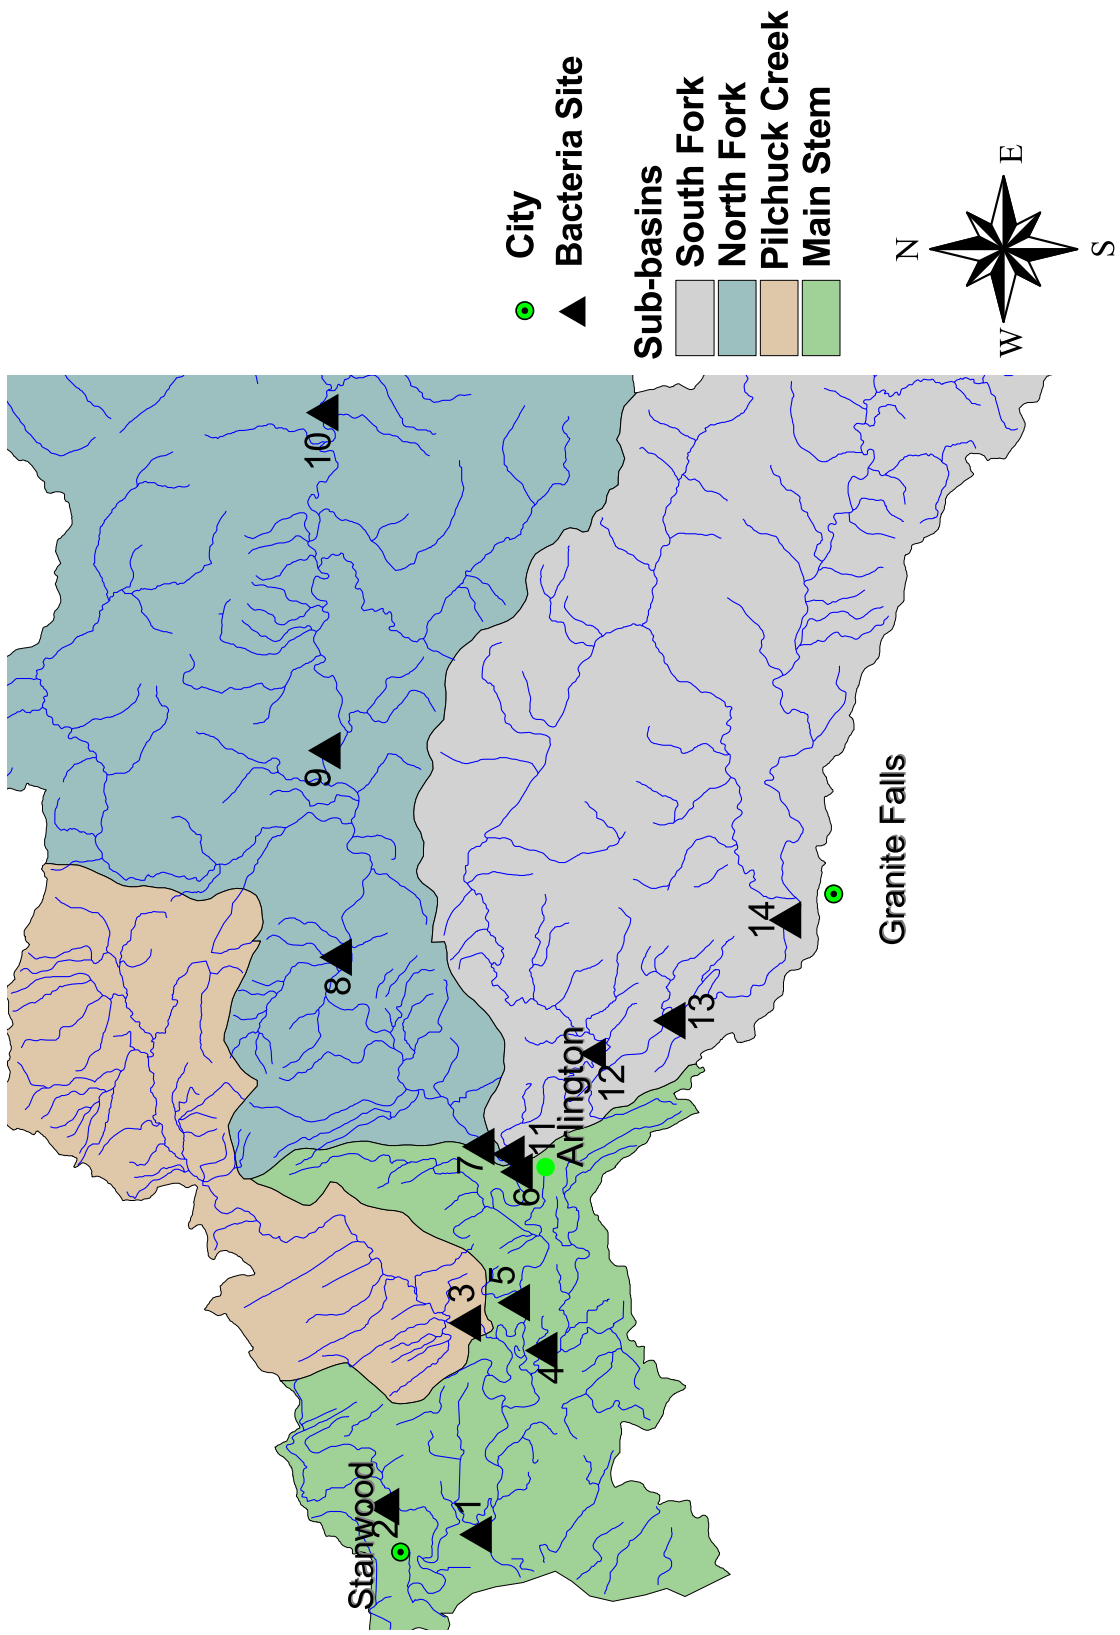 City
Bacteria Site
Sub-basins
South Fork
North Fork
Pilchuck Creek
Main Stem
N
W
E
S
10
9
8
7
11
6
Arlington
12
13
14
Granite Falls
5
3
4
Stanwood
2
1